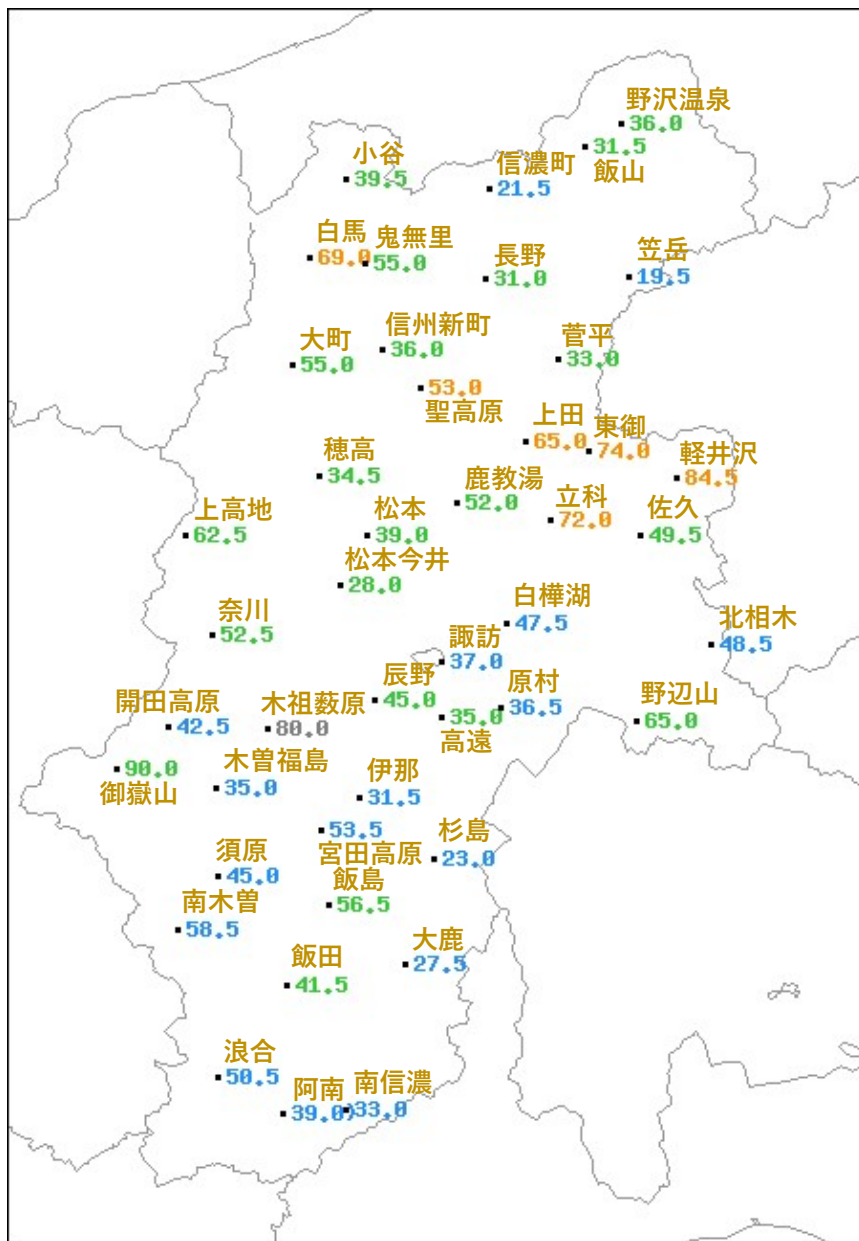 野沢温泉
36.0
31.5
飯山
小谷
39.5
信濃町
21.5
白馬
69.0
鬼無里
55.0
長野
31.0
笠岳
19.5
大町
55.0
信州新町
36.0
菅平
33.0
53.0
聖高原
上田
65.0
東御
74.0
軽井沢
84.5
穂高
34.5
鹿教湯
52.0
立科
72.0
佐久
49.5
上高地
62.5
松本
39.0
松本今井
28.0
奈川
52.5
白樺湖
47.5
北相木
48.5
諏訪
37.0
辰野
45.0
原村
36.5
35.0
高遠
野辺山
65.0
開田高原
42.5
木祖薮原
80.0
90.0
御嶽山
木曽福島
35.0
伊那
31.5
53.5
宮田高原
杉島
23.0
須原
45.0
飯島
56.5
南木曽
58.5
大鹿
27.5
飯田
41.5
浪合
50.5
阿南
39.0)
南信濃
33.0